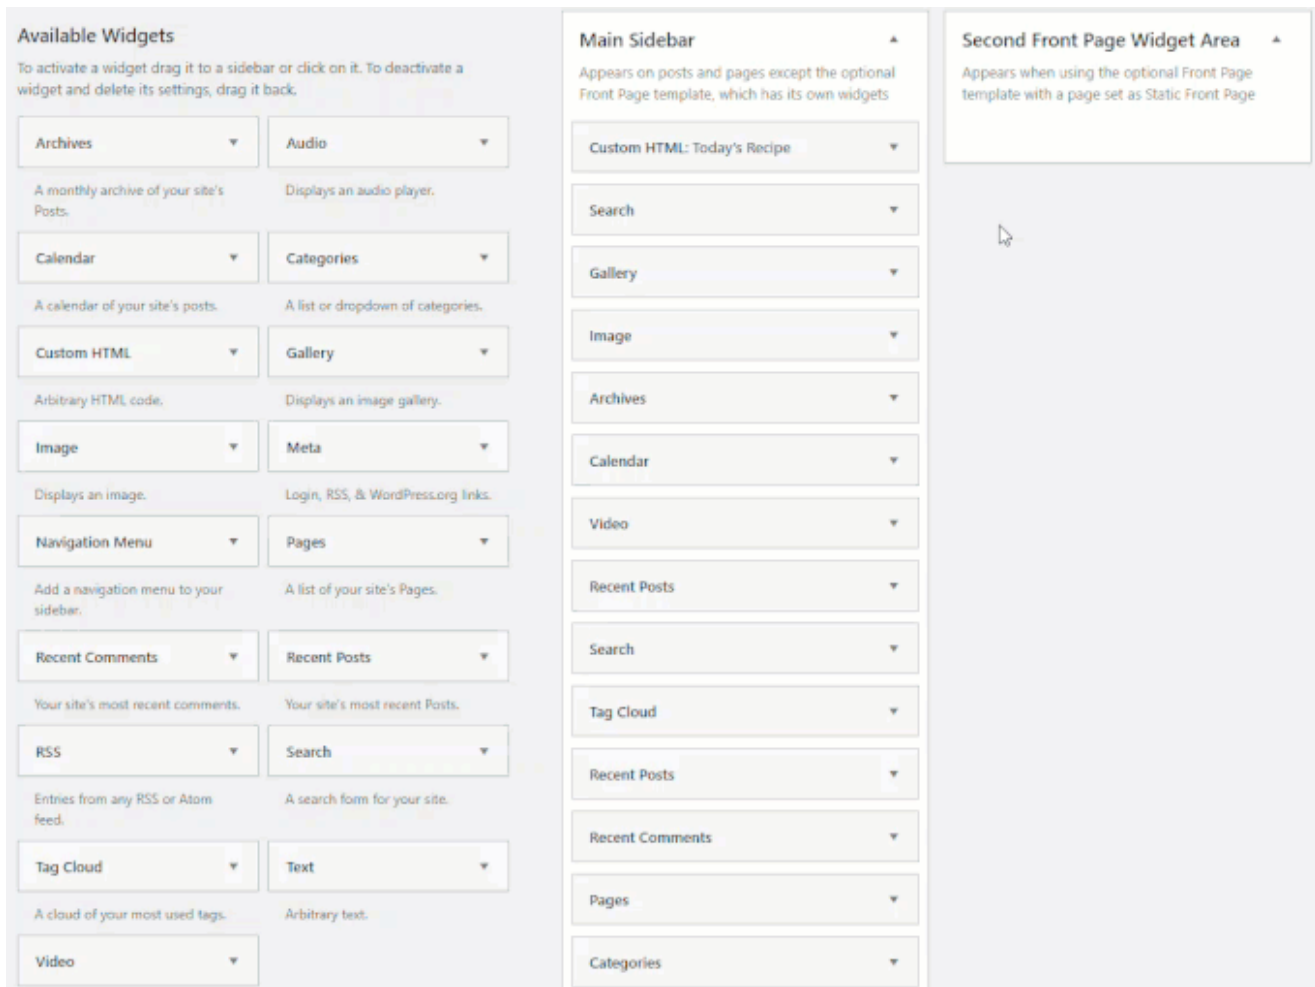 Available Widgets
To activate a widget drag it to a sidebar or click on it. To deactivate a
widget and delete its settings, drag it back.
Archives
A monthly archive of your site's
Posts.
Audio
Displays an audio player.
Calendar
A calendar of your site's posts.
Categories
A list or dropdown of categories.
Custom HTML
Arbitrary HTML code.
Gallery
Displays an image gallery.
Image
Displays an image.
Meta
Login, RSS, & WordPress.org links.
Navigation Menu
Add a navigation menu to your
sidebar.
Pages
A list of your site's Pages.
Recent Comments
Your site's most recent comments.
Recent Posts
Your site's most recent Posts.
RSS
Entries from any RSS or Atom
feed.
Search
A search form for your site.
Tag Cloud
A cloud of your most used tags.
Text
Arbitrary text.
Video
Main Sidebar
Appears on posts and pages except the optional
Front Page template, which has its own widgets
Custom HTML: Today's Recipe
Search
Gallery
Image
Archives
Calendar
Video
Recent Posts
Search
Tag Cloud
Recent Posts
Recent Comments
Pages
Categories
Second Front Page Widget Area
Appears when using the optional Front Page
template with a page set as Static Front Page